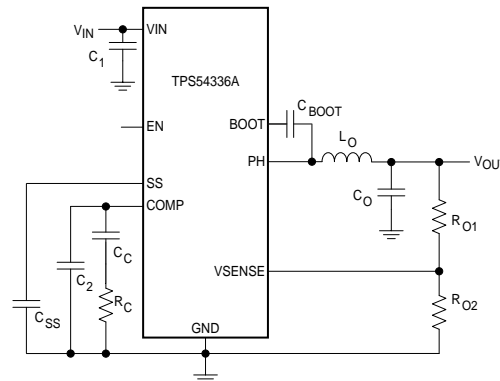 VIN
VIN
C1
TPS54336A
CBOOT
BOOT
EN
LO
PH
VOU
SS
CO
COMP
RO1
CC
C2
VSENSE
RC
CSS
RO2
GND